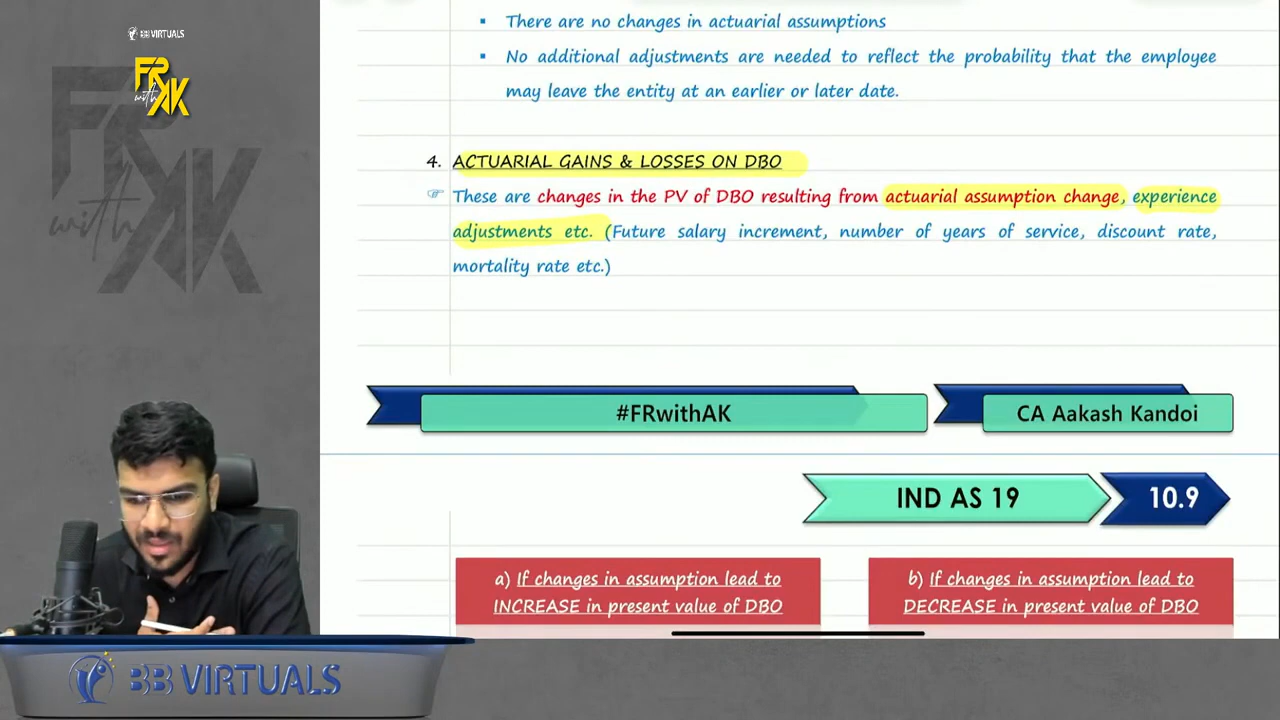 BB VIRTUALS
FR
with
AK
FR
with
AK
▪ There are no changes in actuarial assumptions
▪ No additional adjustments are needed to reflect the probability that the employee
may leave the entity at an earlier or later date.
4. ACTUARIAL GAINS & LOSSES ON DBO
☞ These are changes in the PV of DBO resulting from actuarial assumption change, experience
adjustments etc. (Future salary increment, number of years of service, discount rate,
mortality rate etc.)
#FRwithAK
CA Aakash Kandoi
IND AS 19
10.9
a) If changes in assumption lead to
INCREASE in present value of DBO
b) If changes in assumption lead to
DECREASE in present value of DBO
BB VIRTUALS